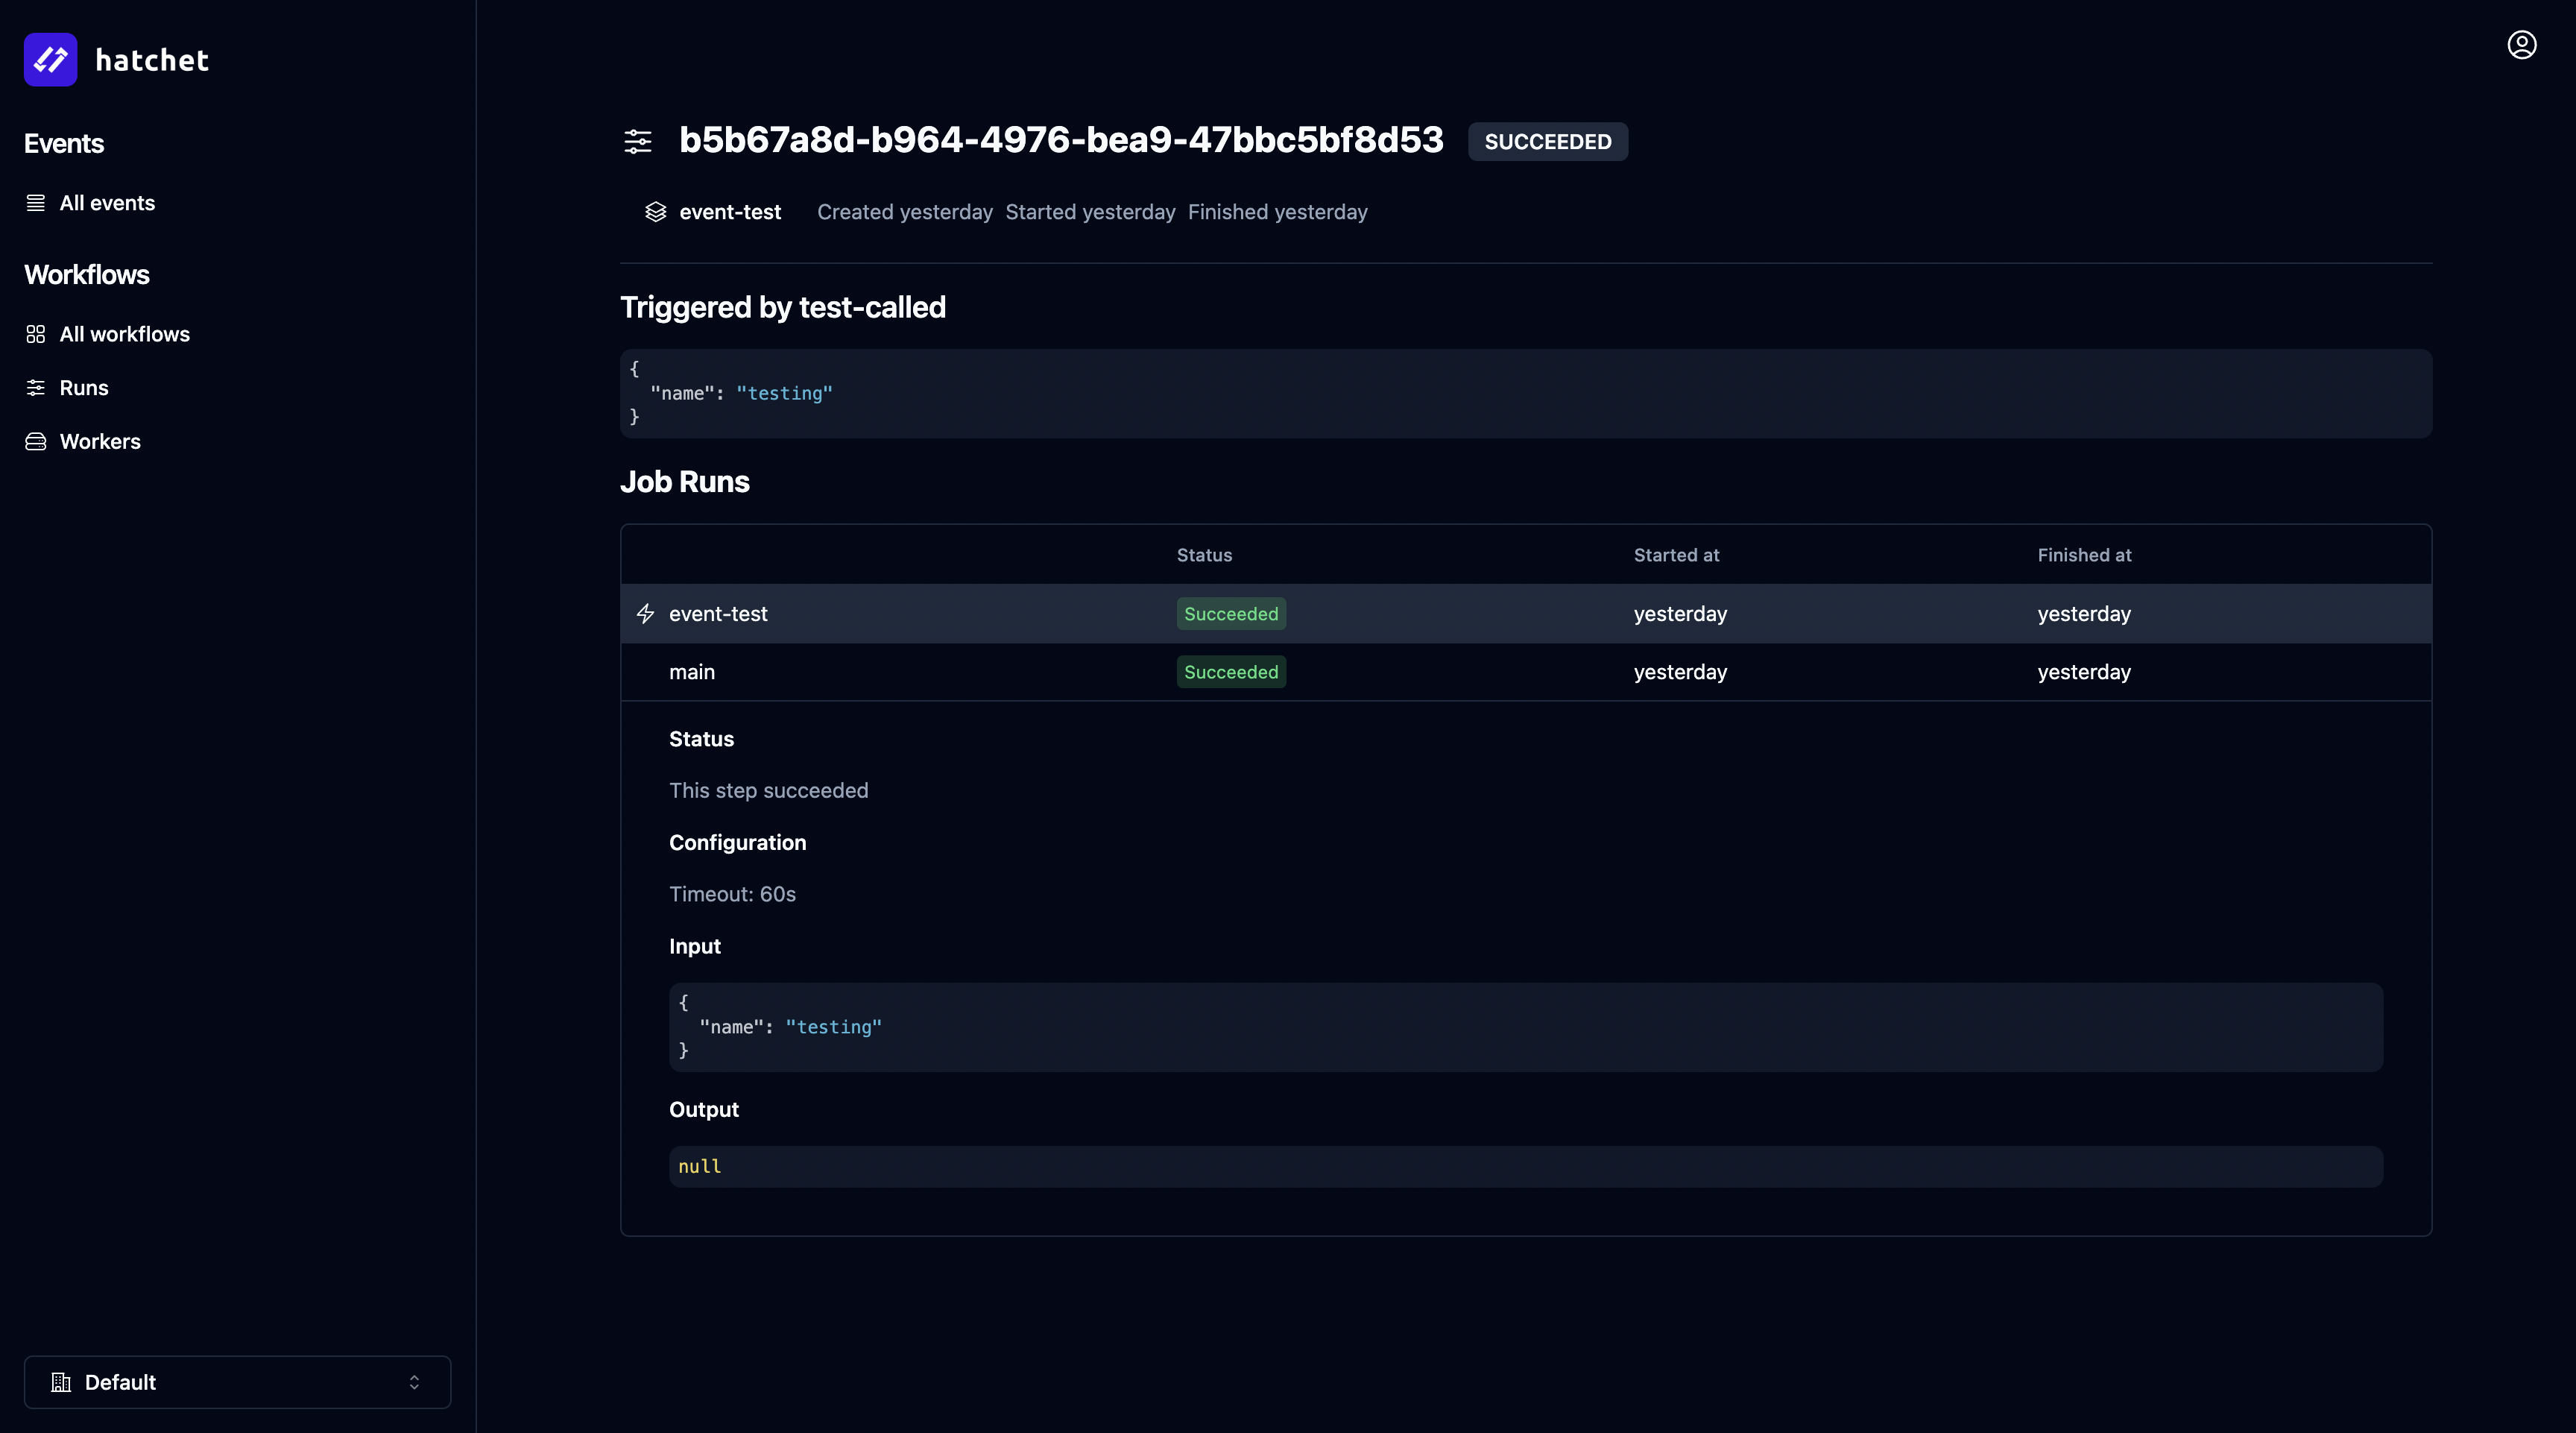 hatchet
Events
All events
Workflows
All workflows
Runs
Workers
Default
b5b67a8d-b964-4976-bea9-47bbc5bf8d53 SUCCEEDED
event-test Created yesterday Started yesterday Finished yesterday
Triggered by test-called
{
"name": "testing"
}
Job Runs
Status Started at Finished at
event-test Succeeded yesterday yesterday
main Succeeded yesterday yesterday
Status
This step succeeded
Configuration
Timeout: 60s
Input
{
"name": "testing"
}
Output
null